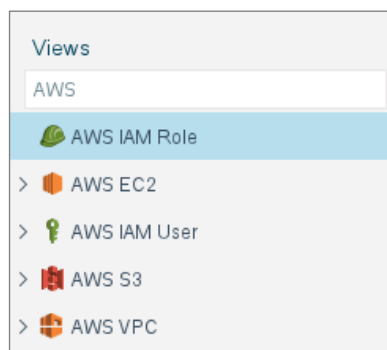 Views
AWS
AWS IAM Role
AWS EC2
AWS IAM User
AWS S3
AWS VPC